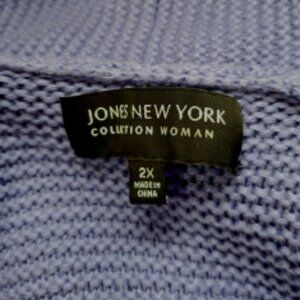 JONES NEW YORK
COLLECTION WOMAN
2X
MADE IN
CHINA